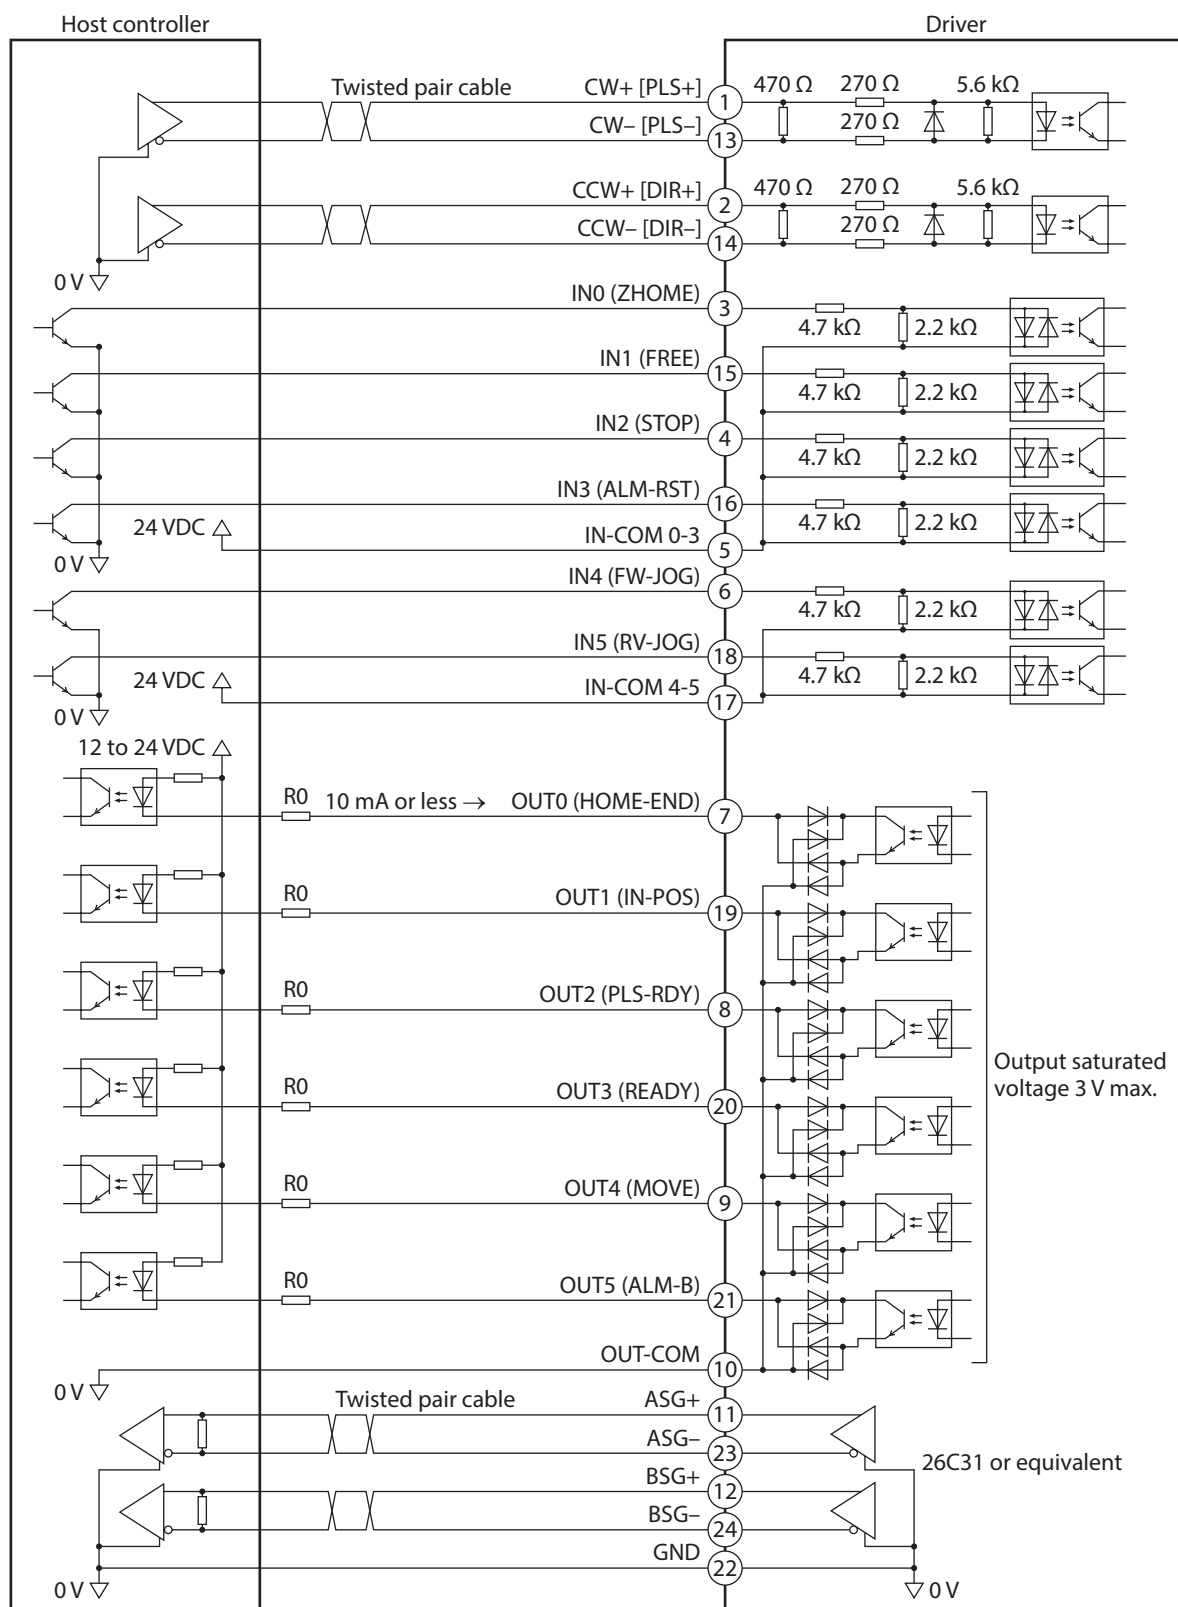 Host controller
Driver
Twisted pair cable
CW+ [PLS+]
1
470 Ω
270 Ω
5.6 kΩ
CW– [PLS–]
13
270 Ω
CCW+ [DIR+]
2
470 Ω
270 Ω
5.6 kΩ
CCW– [DIR–]
14
270 Ω
0 V
IN0 (ZHOME)
3
4.7 kΩ
2.2 kΩ
IN1 (FREE)
15
4.7 kΩ
2.2 kΩ
IN2 (STOP)
4
4.7 kΩ
2.2 kΩ
IN3 (ALM-RST)
16
4.7 kΩ
2.2 kΩ
24 VDC
IN-COM 0-3
5
0 V
IN4 (FW-JOG)
6
4.7 kΩ
2.2 kΩ
IN5 (RV-JOG)
18
4.7 kΩ
2.2 kΩ
24 VDC
IN-COM 4-5
17
0 V
12 to 24 VDC
R0
10 mA or less →
OUT0 (HOME-END)
7
R0
OUT1 (IN-POS)
19
R0
OUT2 (PLS-RDY)
8
Output saturated
voltage 3 V max.
R0
OUT3 (READY)
20
R0
OUT4 (MOVE)
9
R0
OUT5 (ALM-B)
21
OUT-COM
10
0 V
Twisted pair cable
ASG+
11
ASG–
23
26C31 or equivalent
BSG+
12
BSG–
24
GND
22
0 V
0 V